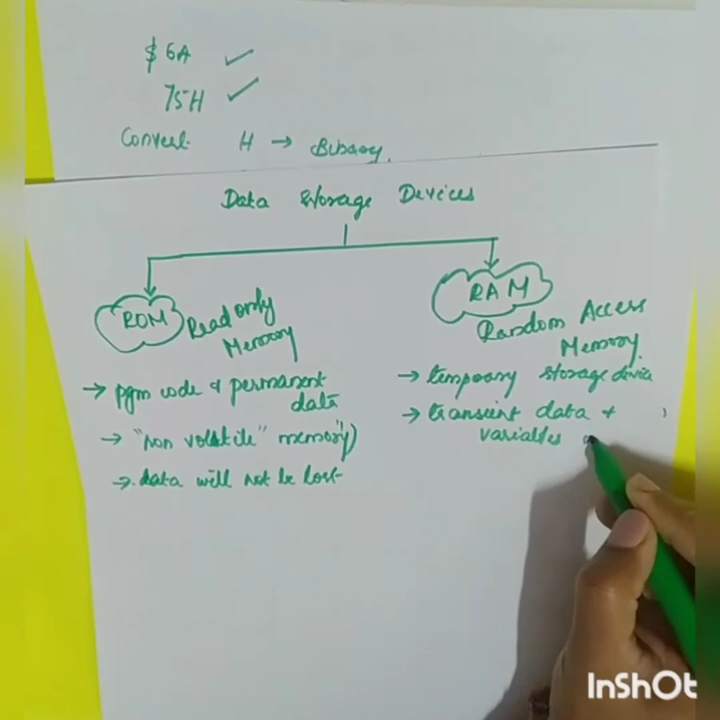 $ 6A
75H
Convert H → Binary.
Data Storage Devices
ROM Read only
Memory
→ pgm code & permanent
data
→ "non volatile" memory)
→ data will not be lost
RAM
Random Access
Memory.
→ temporary storage device
→ transient data +
variables
InShOt